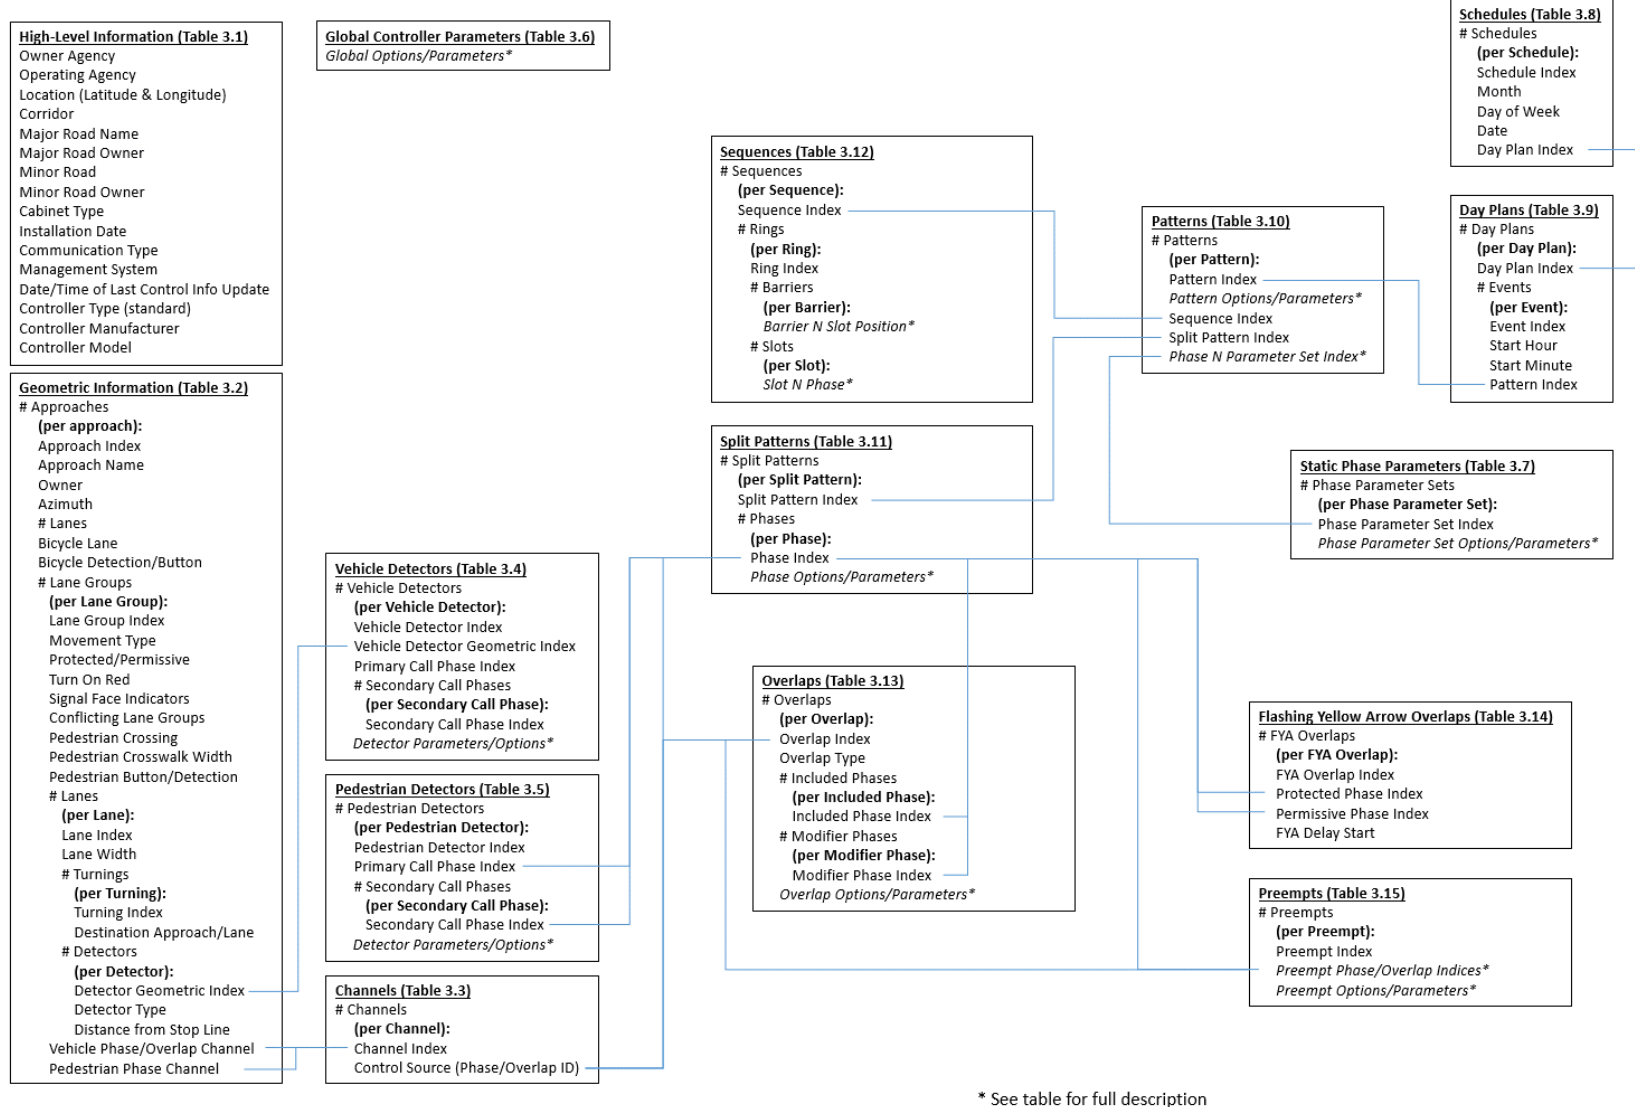 High-Level Information (Table 3.1)
Owner Agency
Operating Agency
Location (Latitude & Longitude)
Corridor
Major Road Name
Major Road Owner
Minor Road
Minor Road Owner
Cabinet Type
Installation Date
Communication Type
Management System
Date/Time of Last Control Info Update
Controller Type (standard)
Controller Manufacturer
Controller Model
Geometric Information (Table 3.2)
# Approaches
(per approach):
Approach Index
Approach Name
Owner
Azimuth
# Lanes
Bicycle Lane
Bicycle Detection/Button
# Lane Groups
(per Lane Group):
Lane Group Index
Movement Type
Protected/Permissive
Turn On Red
Signal Face Indicators
Conflicting Lane Groups
Pedestrian Crossing
Pedestrian Crosswalk Width
Pedestrian Button/Detection
# Lanes
(per Lane):
Lane Index
Lane Width
# Turnings
(per Turning):
Turning Index
Destination Approach/Lane
# Detectors
(per Detector):
Detector Geometric Index
Detector Type
Distance from Stop Line
Vehicle Phase/Overlap Channel
Pedestrian Phase Channel
Global Controller Parameters (Table 3.6)
Global Options/Parameters*
Vehicle Detectors (Table 3.4)
# Vehicle Detectors
(per Vehicle Detector):
Vehicle Detector Index
Vehicle Detector Geometric Index
Primary Call Phase Index
# Secondary Call Phases
(per Secondary Call Phase):
Secondary Call Phase Index
Detector Parameters/Options*
Pedestrian Detectors (Table 3.5)
# Pedestrian Detectors
(per Pedestrian Detector):
Pedestrian Detector Index
Primary Call Phase Index
# Secondary Call Phases
(per Secondary Call Phase):
Secondary Call Phase Index
Detector Parameters/Options*
Channels (Table 3.3)
# Channels
(per Channel):
Channel Index
Control Source (Phase/Overlap ID)
Sequences (Table 3.12)
# Sequences
(per Sequence):
Sequence Index
# Rings
(per Ring):
Ring Index
# Barriers
(per Barrier):
Barrier N Slot Position*
# Slots
(per Slot):
Slot N Phase*
Split Patterns (Table 3.11)
# Split Patterns
(per Split Pattern):
Split Pattern Index
# Phases
(per Phase):
Phase Index
Phase Options/Parameters*
Overlaps (Table 3.13)
# Overlaps
(per Overlap):
Overlap Index
Overlap Type
# Included Phases
(per Included Phase):
Included Phase Index
# Modifier Phases
(per Modifier Phase):
Modifier Phase Index
Overlap Options/Parameters*
Patterns (Table 3.10)
# Patterns
(per Pattern):
Pattern Index
Pattern Options/Parameters*
Sequence Index
Split Pattern Index
Phase N Parameter Set Index*
Schedules (Table 3.8)
# Schedules
(per Schedule):
Schedule Index
Month
Day of Week
Date
Day Plan Index
Day Plans (Table 3.9)
# Day Plans
(per Day Plan):
Day Plan Index
# Events
(per Event):
Event Index
Start Hour
Start Minute
Pattern Index
Static Phase Parameters (Table 3.7)
# Phase Parameter Sets
(per Phase Parameter Set):
Phase Parameter Set Index
Phase Parameter Set Options/Parameters*
Flashing Yellow Arrow Overlaps (Table 3.14)
# FYA Overlaps
(per FYA Overlap):
FYA Overlap Index
Protected Phase Index
Permissive Phase Index
FYA Delay Start
Preempts (Table 3.15)
# Preempts
(per Preempt):
Preempt Index
Preempt Phase/Overlap Indices*
Preempt Options/Parameters*
* See table for full description